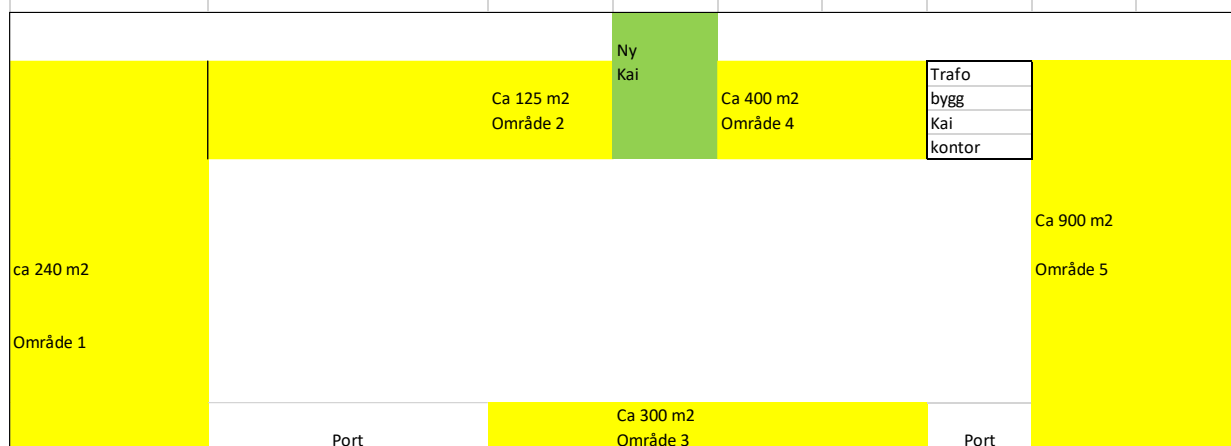 Ny
Kai
Ca 125 m2
Område 2
Ca 400 m2
Område 4
Trafo
bygg
Kai
kontor
Ca 900 m2
Område 5
ca 240 m2
Område 1
Ca 300 m2
Område 3
Port
Port